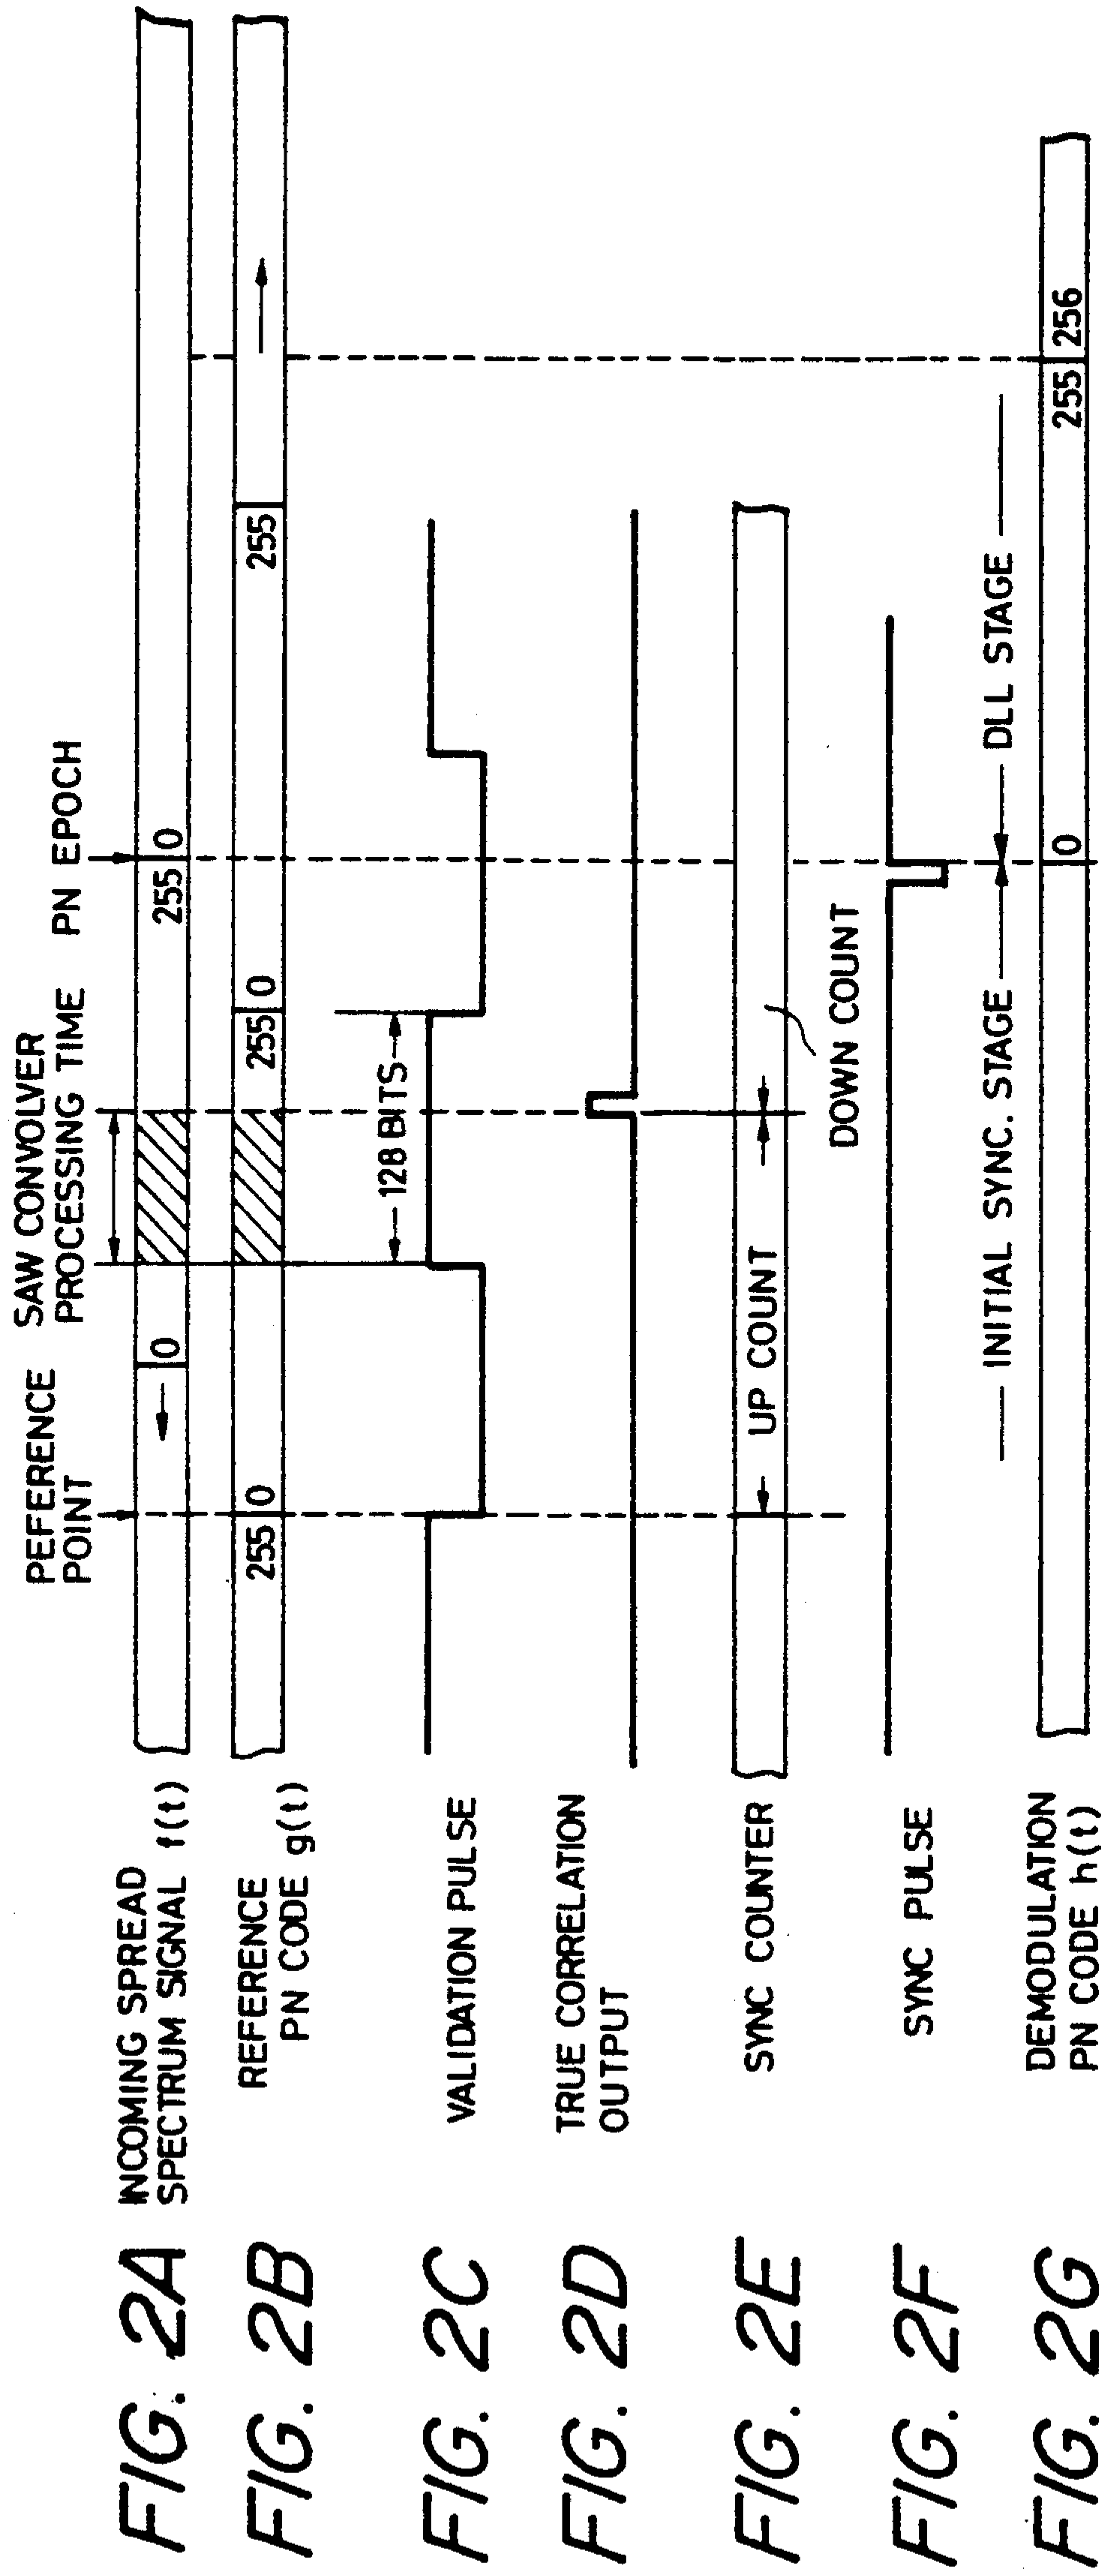 PEFERENCE
POINT
SAW CONVOLVER
PROCESSING TIME
PN EPOCH
FIG. 2A
INCOMING SPREAD
SPECTRUM SIGNAL f(t)
0
255 0
FIG. 2B
REFERENCE
PN CODE g(t)
255 0
255 0
255
FIG. 2C
VALIDATION PULSE
128 BITS
FIG. 2D
TRUE CORRELATION
OUTPUT
FIG. 2E
SYNC COUNTER
UP COUNT
DOWN COUNT
FIG. 2F
SYNC PULSE
INITIAL SYNC. STAGE
DLL STAGE
FIG. 2G
DEMODULATION
PN CODE h(t)
0
255 256